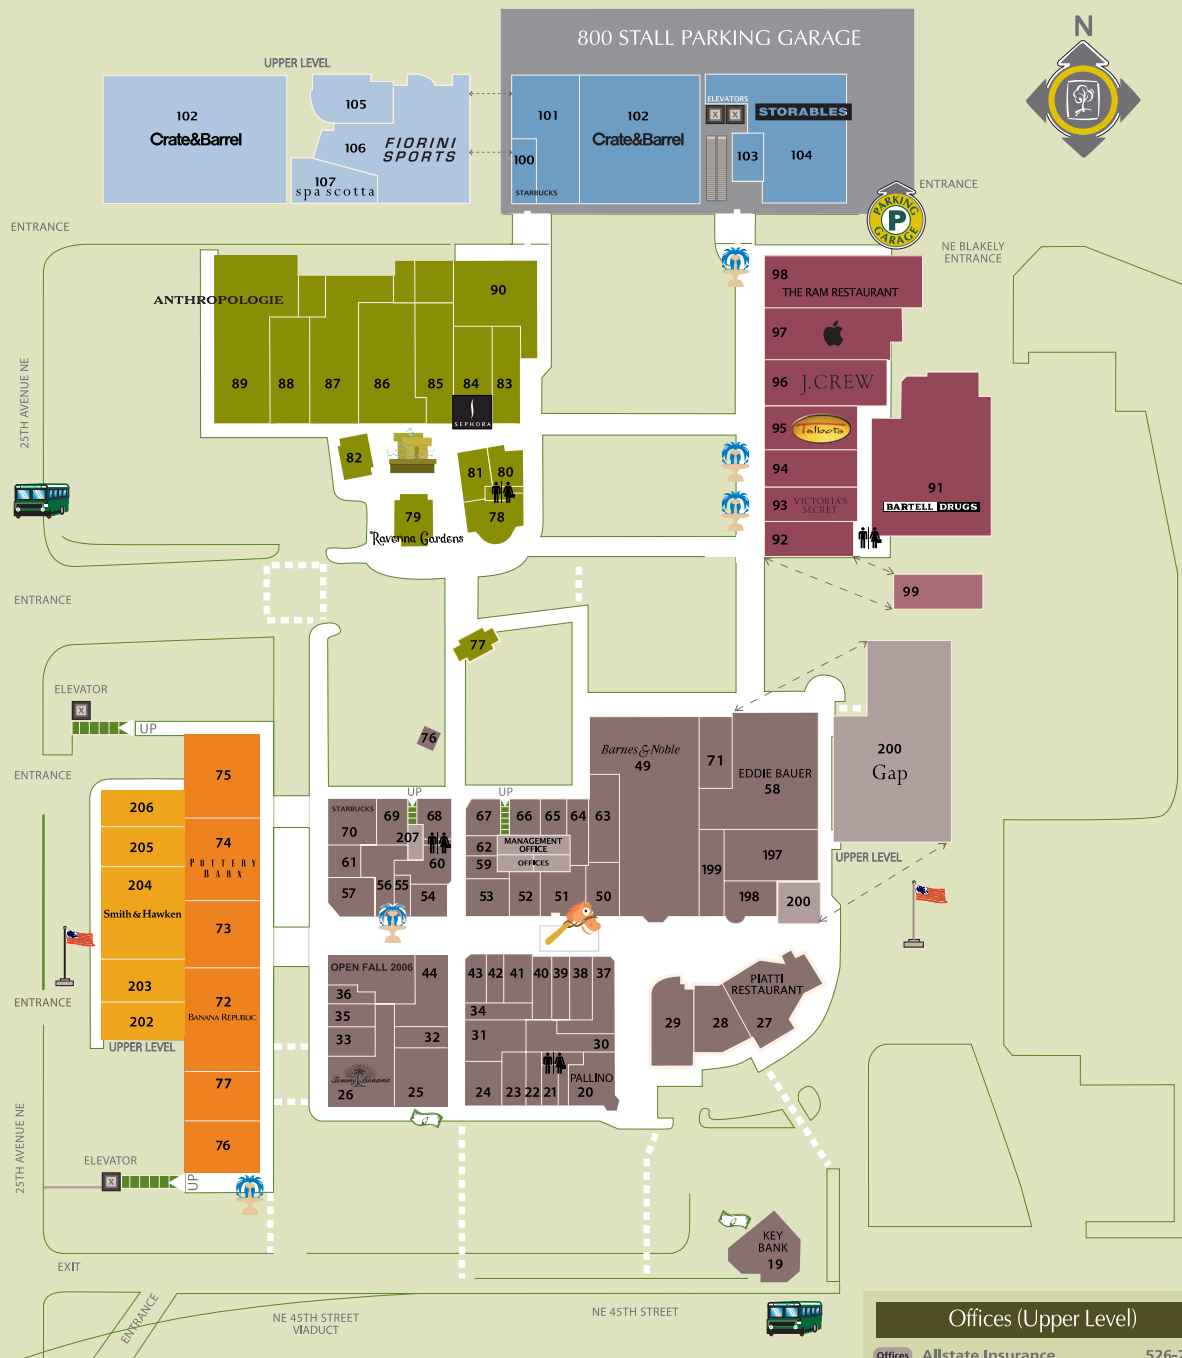 800 STALL PARKING GARAGE
N
UPPER LEVEL
102
Crate&Barrel
105
106
FIORINI
SPORTS
107
spa scotta
101
100
STARBUCKS
102
Crate&Barrel
ELEVATORS
STORABLES
103
104
ENTRANCE
PARKING
P
GARAGE
ENTRANCE
NE BLAKELY
ENTRANCE
ANTHROPOLOGIE
90
89
88
87
86
85
84
83
SEPHORA
98
THE RAM RESTAURANT
97
96
J.CREW
95
Talbots
94
93
VICTORIA'S
SECRET
92
91
BARTELL DRUGS
99
25TH AVENUE NE
82
81
80
79
78
Ravenna Gardens
ENTRANCE
77
ELEVATOR
UP
76
ENTRANCE
75
206
205
204
Smith & Hawken
203
202
UPPER LEVEL
74
POTTERY
BARN
73
72
BANANA REPUBLIC
77
76
ENTRANCE
UP
UP
STARBUCKS
70
69
68
207
61
60
57
56
55
54
67
66
65
64
63
62
MANAGEMENT
OFFICE
59
OFFICES
53
52
51
50
Barnes & Noble
49
71
EDDIE BAUER
58
199
197
198
200
200
Gap
UPPER LEVEL
OPEN FALL 2006
44
36
35
33
32
Tommy Bahama
26
25
43
42
41
40
39
38
37
34
31
30
24
23
22
21
PALLINO
20
PIATTI
RESTAURANT
29
28
27
25TH AVENUE NE
ELEVATOR
UP
KEY
BANK
19
EXIT
ENTRANCE
NE 45TH STREET
VIADUCT
NE 45TH STREET
Offices (Upper Level)
Offices Allstate Insurance 526-